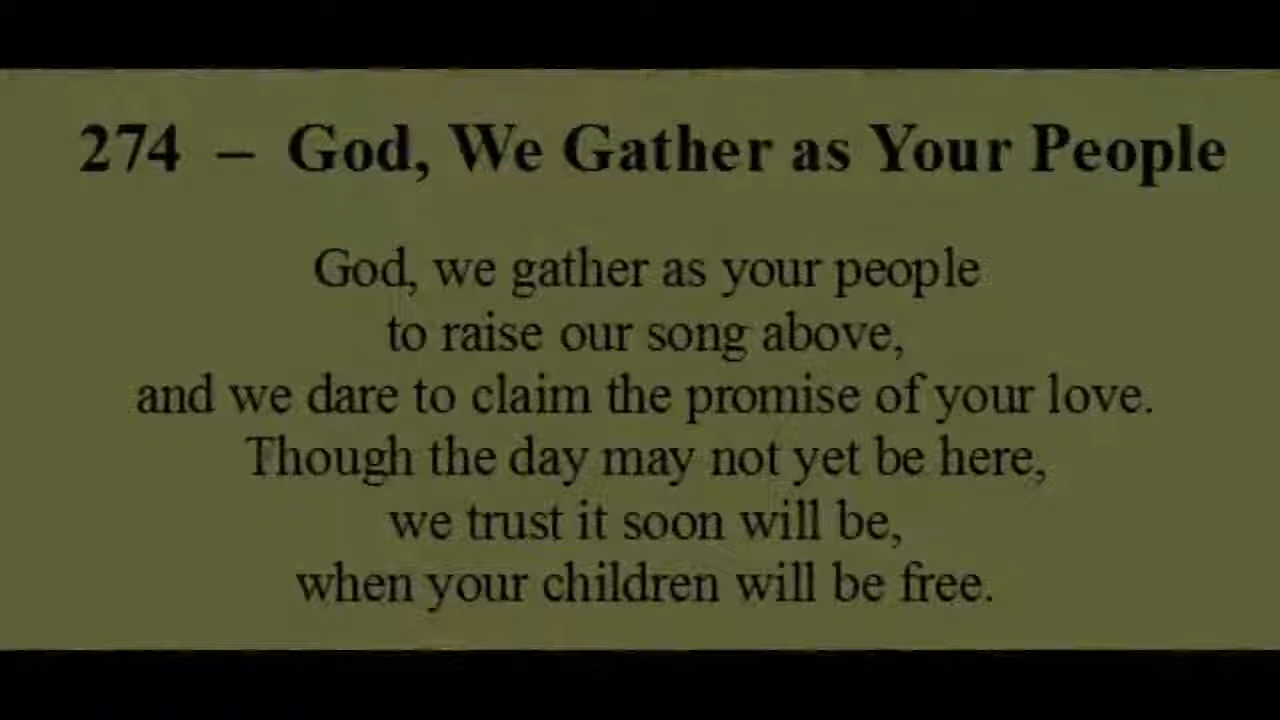 274 – God, We Gather as Your People
God, we gather as your people
to raise our song above,
and we dare to claim the promise of your love.
Though the day may not yet be here,
we trust it soon will be,
when your children will be free.